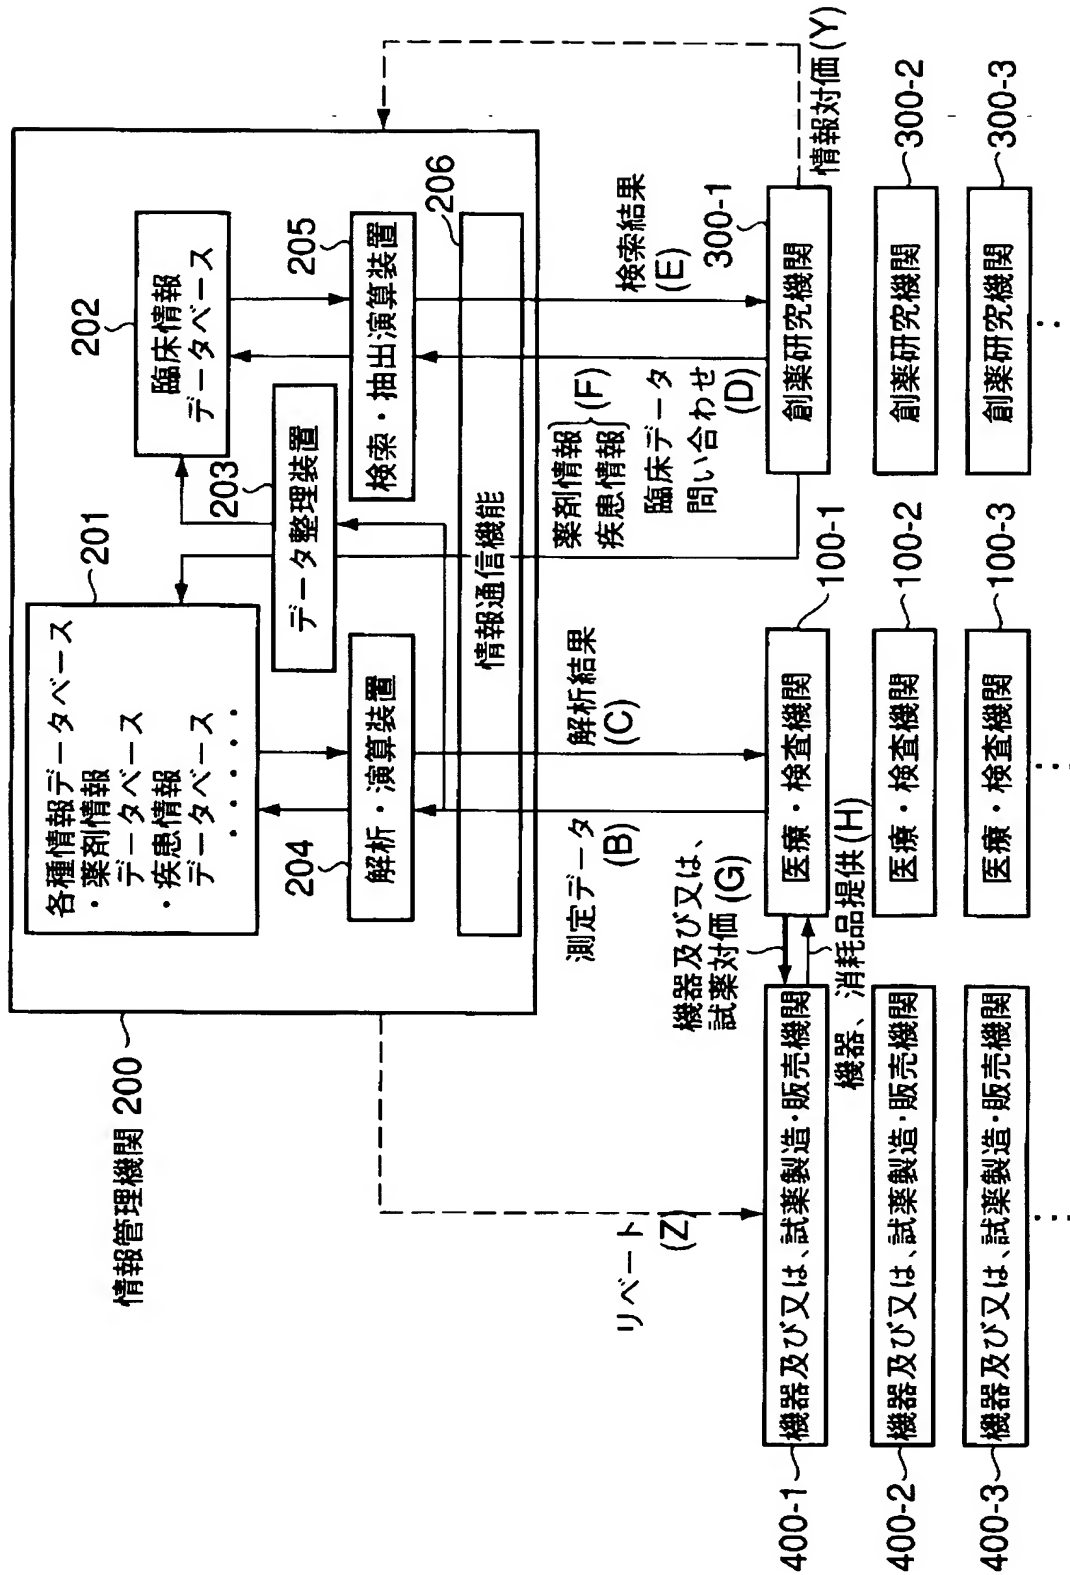 情報管理機関 200
201
各種情報データベース
・薬剤情報
データベース
・疾患情報
データベース
・・・・・
202
臨床情報
データベース
203
データ整理装置
204
解析・演算装置
205
検索・抽出演算装置
206
情報通信機能
リベート
(Z)
測定データ
(B)
解析結果
(C)
薬剤情報
疾患情報
(F)
臨床データ
問い合わせ
(D)
検索結果
(E)
情報対価(Y)
機器及び又は、
試薬対価(G)
機器、消耗品提供(H)
400-1
機器及び又は、試薬製造・販売機関
400-2
機器及び又は、試薬製造・販売機関
400-3
機器及び又は、試薬製造・販売機関
100-1
医療・検査機関
100-2
医療・検査機関
100-3
医療・検査機関
300-1
創薬研究機関
300-2
創薬研究機関
300-3
創薬研究機関